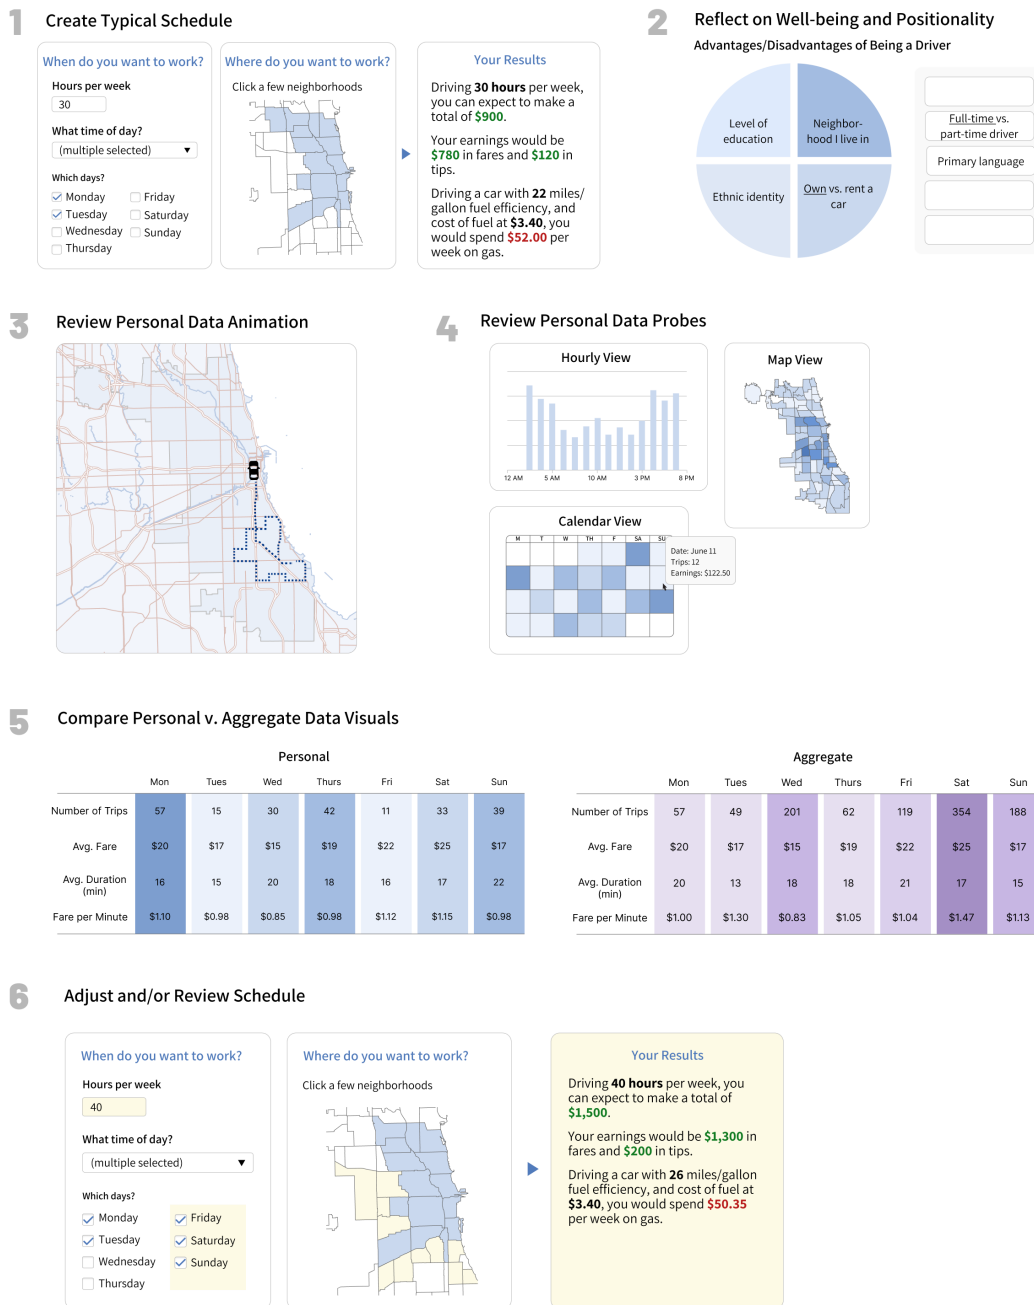 1 Create Typical Schedule
When do you want to work?
Hours per week
30
What time of day?
(multiple selected)
Which days?
Monday
Tuesday
Wednesday
Thursday
Friday
Saturday
Sunday
Where do you want to work?
Click a few neighborhoods
Your Results
Driving 30 hours per week,
you can expect to make a
total of $900.
Your earnings would be
$780 in fares and $120 in
tips.
Driving a car with 22 miles/
gallon fuel efficiency, and
cost of fuel at $3.40, you
would spend $52.00 per
week on gas.
2 Reflect on Well-being and Positionality
Advantages/Disadvantages of Being a Driver
Level of
education
Neighbor-
hood I live in
Ethnic identity
Own vs. rent a
car
Full-time vs.
part-time driver
Primary language
3 Review Personal Data Animation
4 Review Personal Data Probes
Hourly View
12 AM 5 AM 10 AM 3 PM 8 PM
Map View
Calendar View
M T W TH F SA SU
Date: June 11
Trips: 12
Earnings: $122.50
5 Compare Personal v. Aggregate Data Visuals
Personal
Mon Tues Wed Thurs Fri Sat Sun
Number of Trips 57 15 30 42 11 33 39
Avg. Fare $20 $17 $15 $19 $22 $25 $17
Avg. Duration
(min) 16 15 20 18 16 17 22
Fare per Minute $1.10 $0.98 $0.85 $0.98 $1.12 $1.15 $0.98
Aggregate
Mon Tues Wed Thurs Fri Sat Sun
Number of Trips 57 49 201 62 119 354 188
Avg. Fare $20 $17 $15 $19 $22 $25 $17
Avg. Duration
(min) 20 13 18 18 21 17 15
Fare per Minute $1.00 $1.30 $0.83 $1.05 $1.04 $1.47 $1.13
6 Adjust and/or Review Schedule
When do you want to work?
Hours per week
40
What time of day?
(multiple selected)
Which days?
Monday
Tuesday
Wednesday
Thursday
Friday
Saturday
Sunday
Where do you want to work?
Click a few neighborhoods
Your Results
Driving 40 hours per week, you
can expect to make a total of
$1,500.
Your earnings would be $1,300 in
fares and $200 in tips.
Driving a car with 26 miles/gallon
fuel efficiency, and cost of fuel at
$3.40, you would spend $50.35
per week on gas.